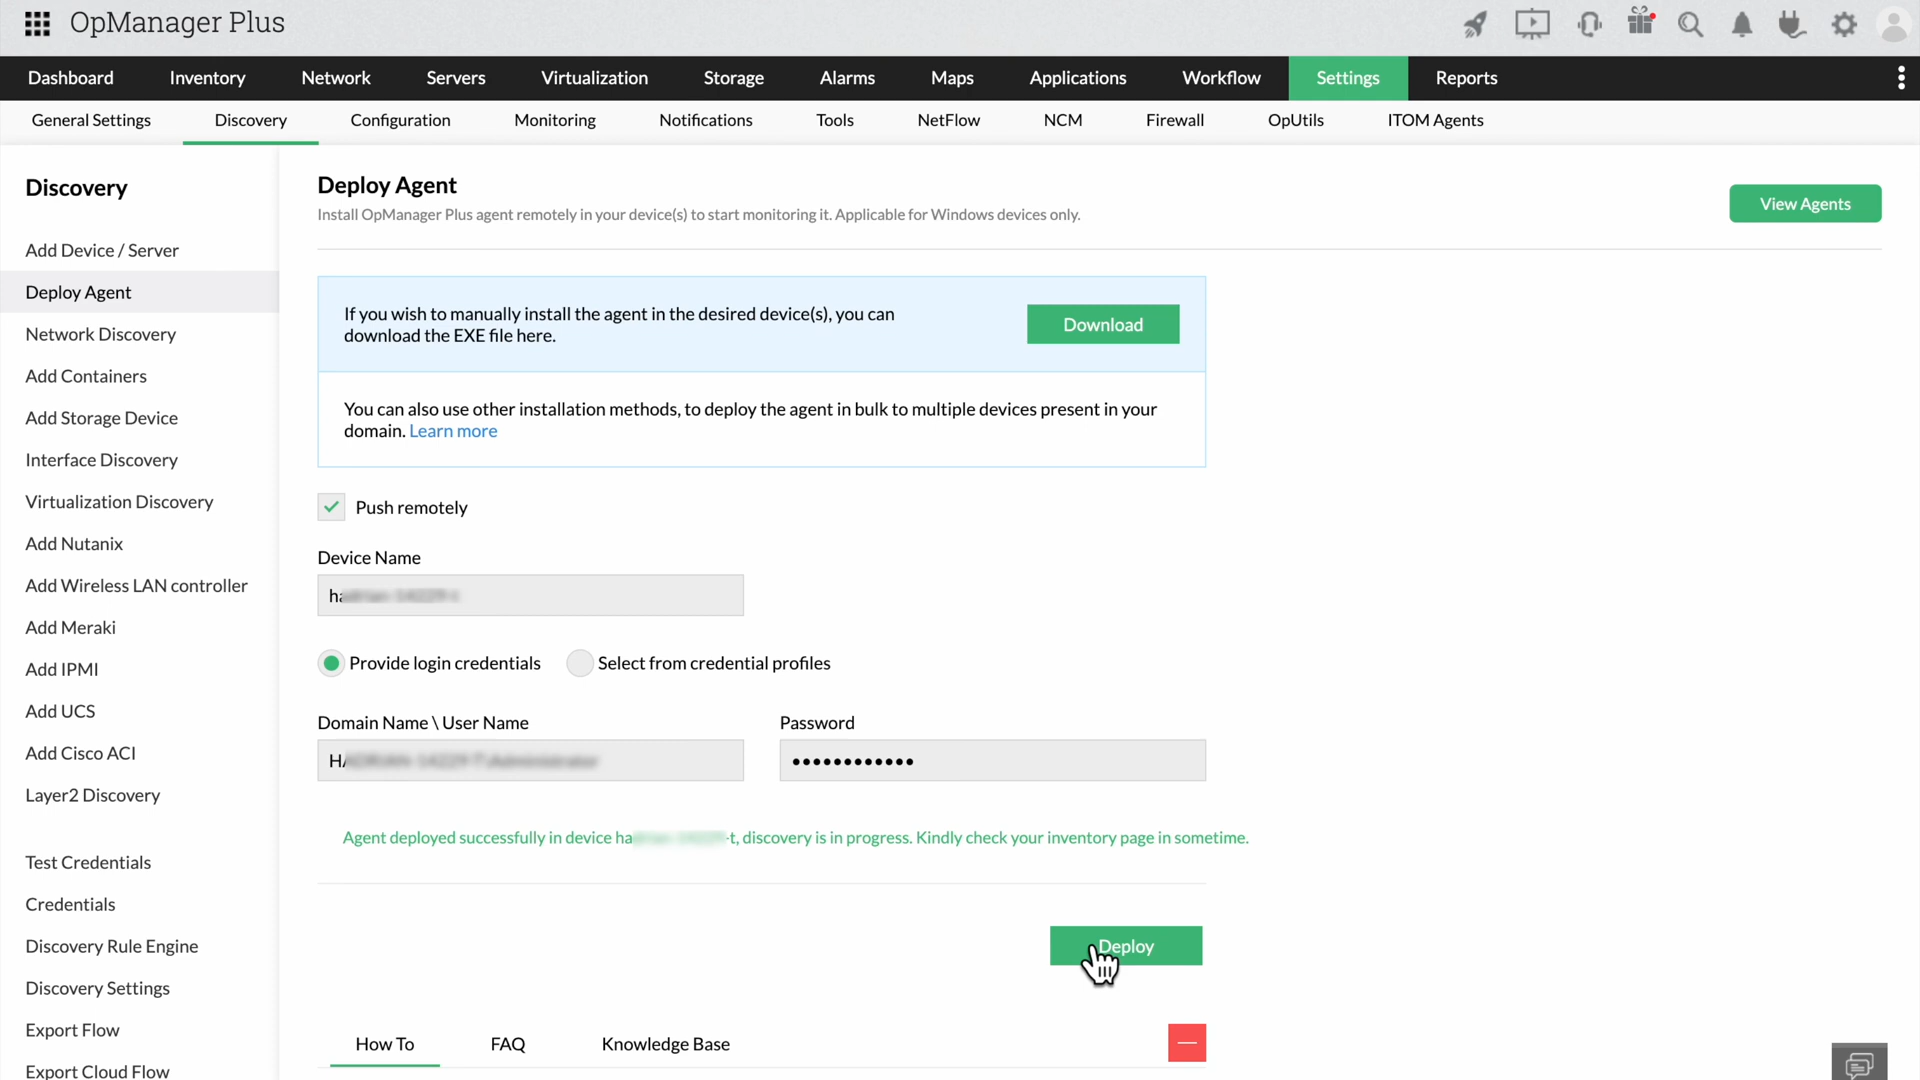 OpManager Plus
Dashboard Inventory Network Servers Virtualization Storage Alarms Maps Applications Workflow Settings Reports
General Settings Discovery Configuration Monitoring Notifications Tools NetFlow NCM Firewall OpUtils ITOM Agents
Discovery
Add Device / Server
Deploy Agent
Network Discovery
Add Containers
Add Storage Device
Interface Discovery
Virtualization Discovery
Add Nutanix
Add Wireless LAN controller
Add Meraki
Add IPMI
Add UCS
Add Cisco ACI
Layer2 Discovery
Test Credentials
Credentials
Discovery Rule Engine
Discovery Settings
Export Flow
Export Cloud Flow
Deploy Agent
Install OpManager Plus agent remotely in your device(s) to start monitoring it. Applicable for Windows devices only.
View Agents
If you wish to manually install the agent in the desired device(s), you can
download the EXE file here.
Download
You can also use other installation methods, to deploy the agent in bulk to multiple devices present in your
domain. Learn more
Push remotely
Device Name
Provide login credentials Select from credential profiles
Domain Name \ User Name Password
••••••••••••
Agent deployed successfully in device discovery is in progress. Kindly check your inventory page in sometime.
Deploy
How To FAQ Knowledge Base